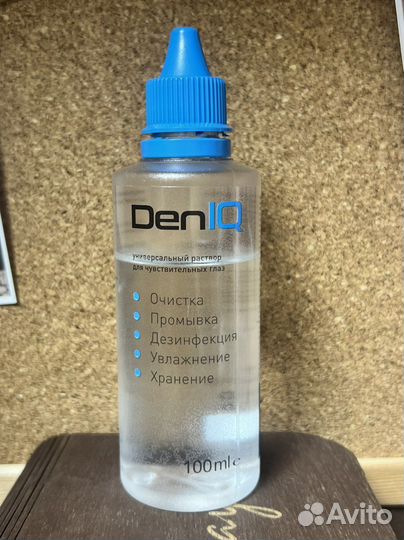 DenIQ
универсальный раствор
для чувствительных глаз
Очистка
Промывка
Дезинфекция
Увлажнение
Хранение
100ml e
Avito